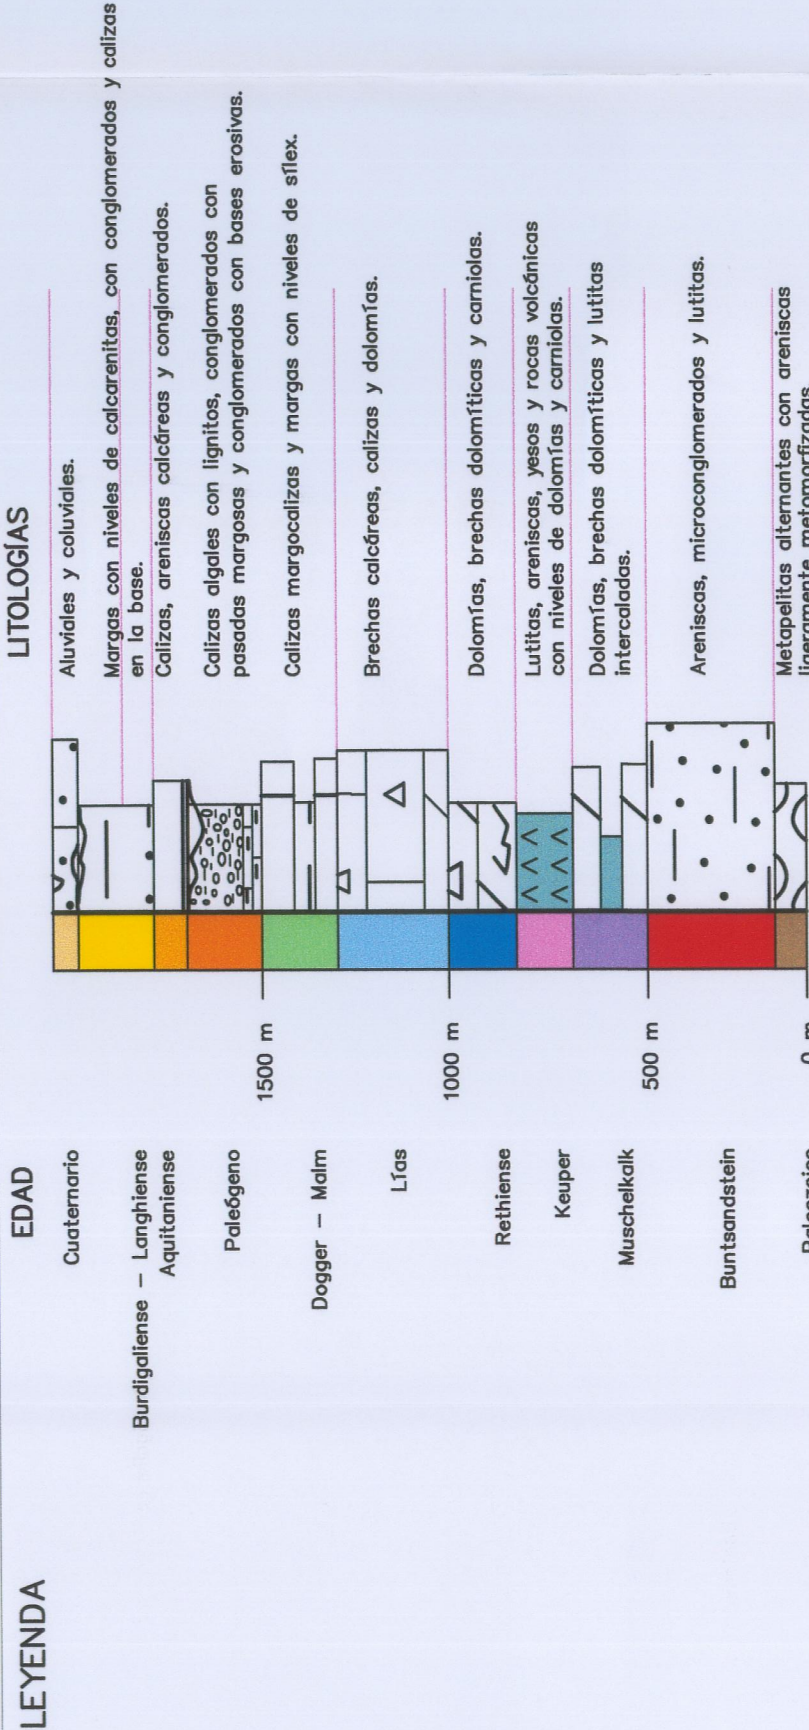 LEYENDA
EDAD
LITOLOGÍAS
Cuaternario
Aluviales y coluviales.
Burdigaliense – Langhiense
Margas con niveles de calcarenitas, con conglomerados y calizas
en la base.
Aquitaniense
Calizas, areniscas calcáreas y conglomerados.
Paleógeno
Calizas algales con lignitos, conglomerados con
pasadas margosas y conglomerados con bases erosivas.
1500 m
Dogger – Malm
Calizas margocalizas y margas con niveles de sílex.
Lías
Brechas calcáreas, calizas y dolomías.
1000 m
Rethiense
Dolomías, brechas dolomíticas y carniolas.
Keuper
Lutitas, areniscas, yesos y rocas volcánicas
con niveles de dolomías y carniolas.
Muschelkalk
Dolomías, brechas dolomíticas y lutitas
intercaladas.
500 m
Buntsandstein
Areniscas, microconglomerados y lutitas.
Metapelitas alternantes con areniscas
ligeramente metamorfizadas
0 m